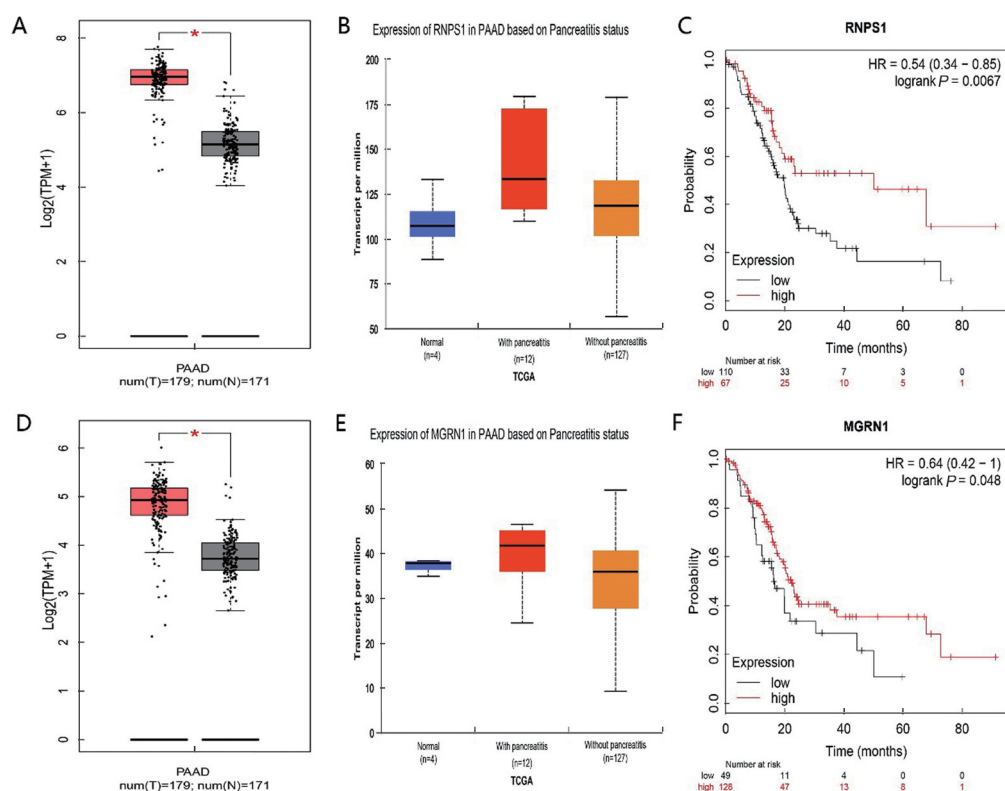 A
Log2(TPM+1)
8
6
4
2
0
*
PAAD
num(T)=179; num(N)=171
B
Expression of RNPS1 in PAAD based on Pancreatitis status
Transcript per million
200
175
150
125
100
75
50
Normal
(n=4)
With pancreatitis
(n=12)
Without pancreatitis
(n=127)
TCGA
C
RNPS1
HR = 0.54 (0.34 − 0.85)
logrank P = 0.0067
Probability
1.0
0.8
0.6
0.4
0.2
0.0
Expression
low
high
0 20 40 60 80
Time (months)
Number at risk
low 110 33 7 3 0
high 67 25 10 5 1
D
Log2(TPM+1)
6
5
4
3
2
1
0
*
PAAD
num(T)=179; num(N)=171
E
Expression of MGRN1 in PAAD based on Pancreatitis status
Transcript per million
60
50
40
30
20
10
0
Normal
(n=4)
With pancreatitis
(n=12)
Without pancreatitis
(n=127)
TCGA
F
MGRN1
HR = 0.64 (0.42 − 1)
logrank P = 0.048
Probability
1.0
0.8
0.6
0.4
0.2
0.0
Expression
low
high
0 20 40 60 80
Time (months)
Number at risk
low 49 11 4 0 0
high 128 47 13 8 1